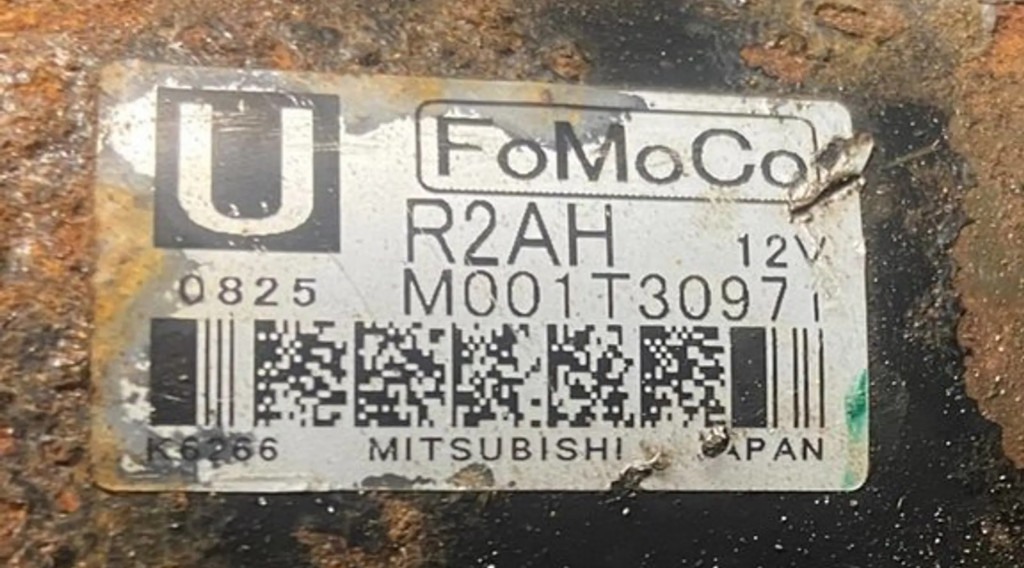 U
FoMoCo
R2AH 12V
0825 M001T30971
K6266 MITSUBISHI JAPAN